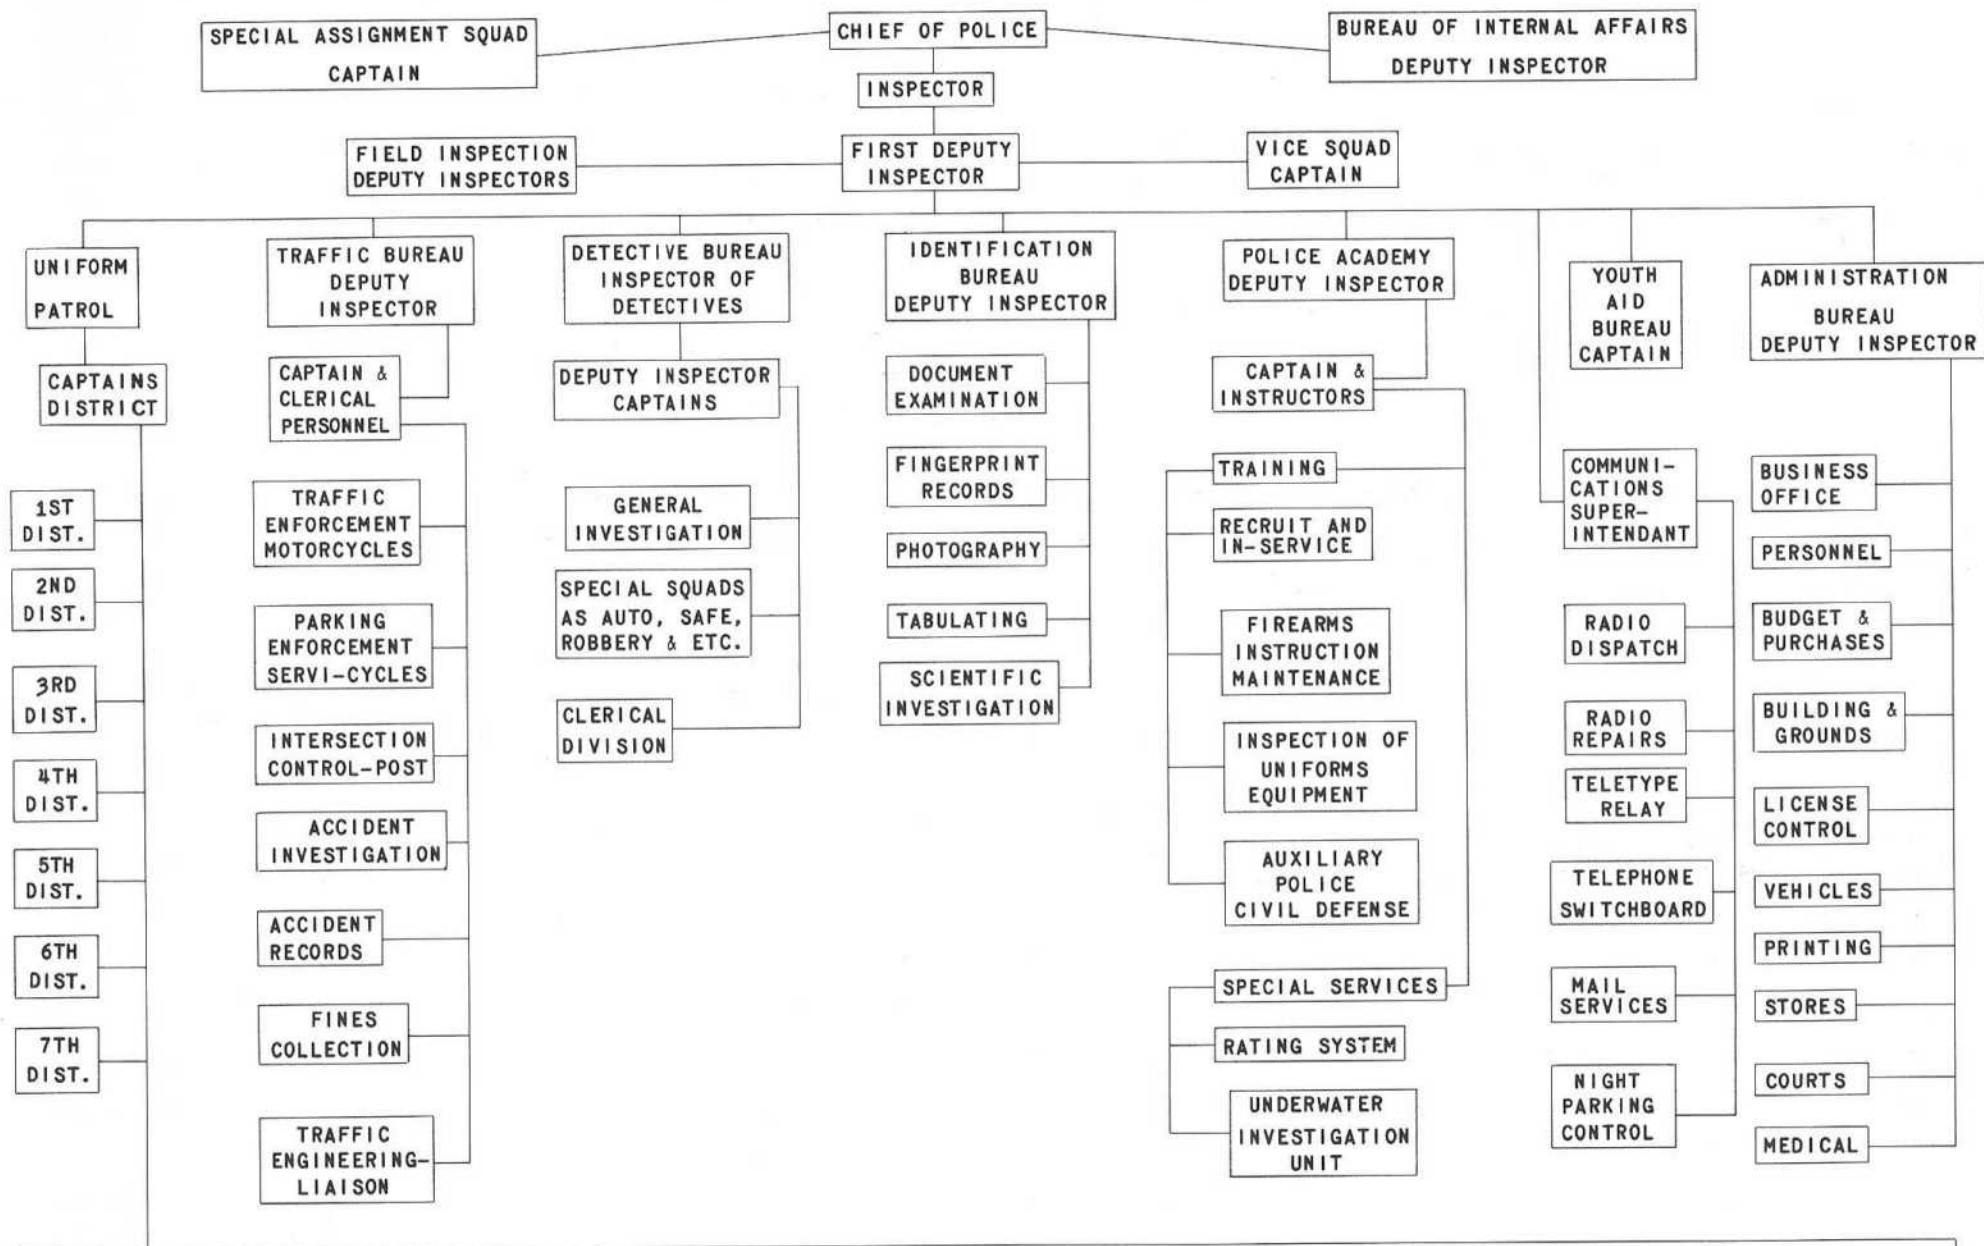 SPECIAL ASSIGNMENT SQUAD
CAPTAIN
CHIEF OF POLICE
BUREAU OF INTERNAL AFFAIRS
DEPUTY INSPECTOR
INSPECTOR
FIELD INSPECTION
DEPUTY INSPECTORS
FIRST DEPUTY
INSPECTOR
VICE SQUAD
CAPTAIN
UNIFORM
PATROL
CAPTAINS
DISTRICT
1ST
DIST.
2ND
DIST.
3RD
DIST.
4TH
DIST.
5TH
DIST.
6TH
DIST.
7TH
DIST.
TRAFFIC BUREAU
DEPUTY
INSPECTOR
CAPTAIN &
CLERICAL
PERSONNEL
TRAFFIC
ENFORCEMENT
MOTORCYCLES
PARKING
ENFORCEMENT
SERVI-CYCLES
INTERSECTION
CONTROL-POST
ACCIDENT
INVESTIGATION
ACCIDENT
RECORDS
FINES
COLLECTION
TRAFFIC
ENGINEERING-
LIAISON
DETECTIVE BUREAU
INSPECTOR OF
DETECTIVES
DEPUTY INSPECTOR
CAPTAINS
GENERAL
INVESTIGATION
SPECIAL SQUADS
AS AUTO, SAFE,
ROBBERY & ETC.
CLERICAL
DIVISION
IDENTIFICATION
BUREAU
DEPUTY INSPECTOR
DOCUMENT
EXAMINATION
FINGERPRINT
RECORDS
PHOTOGRAPHY
TABULATING
SCIENTIFIC
INVESTIGATION
POLICE ACADEMY
DEPUTY INSPECTOR
CAPTAIN &
INSTRUCTORS
TRAINING
RECRUIT AND
IN-SERVICE
FIREARMS
INSTRUCTION
MAINTENANCE
INSPECTION OF
UNIFORMS
EQUIPMENT
AUXILIARY
POLICE
CIVIL DEFENSE
SPECIAL SERVICES
RATING SYSTEM
UNDERWATER
INVESTIGATION
UNIT
YOUTH
AID
BUREAU
CAPTAIN
COMMUNI-
CATIONS
SUPER-
INTENDANT
RADIO
DISPATCH
RADIO
REPAIRS
TELETYPE
RELAY
TELEPHONE
SWITCHBOARD
MAIL
SERVICES
NIGHT
PARKING
CONTROL
ADMINISTRATION
BUREAU
DEPUTY INSPECTOR
BUSINESS
OFFICE
PERSONNEL
BUDGET &
PURCHASES
BUILDING &
GROUNDS
LICENSE
CONTROL
VEHICLES
PRINTING
STORES
COURTS
MEDICAL